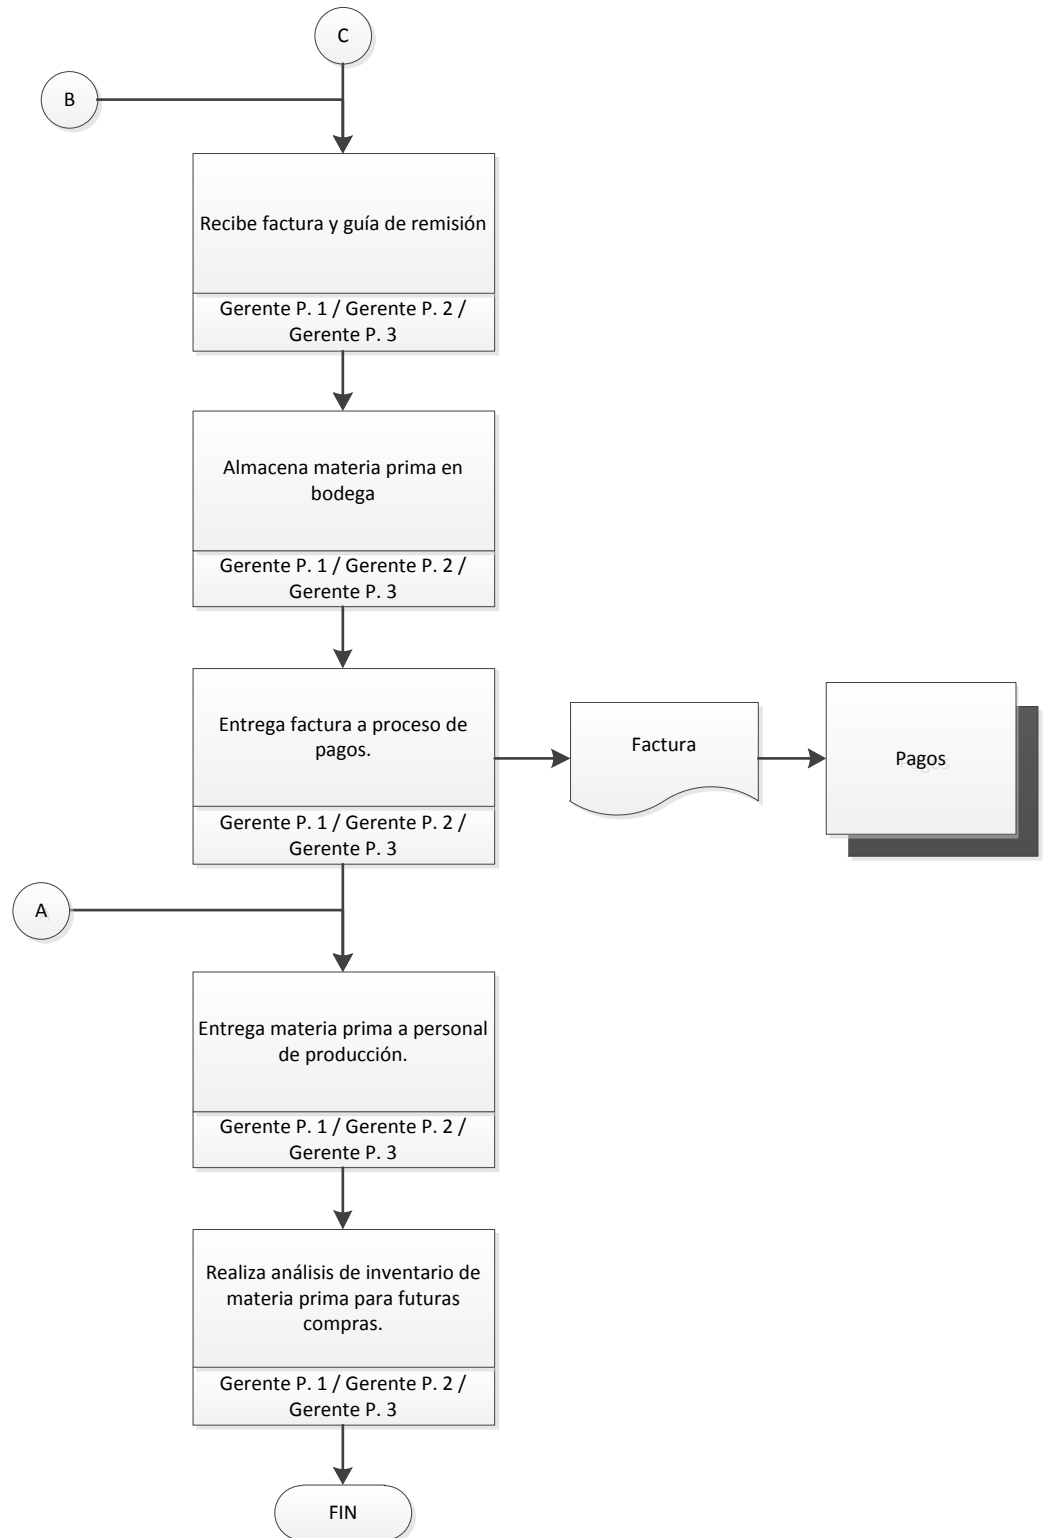 C
B
Recibe factura y guía de remisión
Gerente P. 1 / Gerente P. 2 /
Gerente P. 3
Almacena materia prima en
bodega
Gerente P. 1 / Gerente P. 2 /
Gerente P. 3
Entrega factura a proceso de
pagos.
Gerente P. 1 / Gerente P. 2 /
Gerente P. 3
Factura
Pagos
A
Entrega materia prima a personal
de producción.
Gerente P. 1 / Gerente P. 2 /
Gerente P. 3
Realiza análisis de inventario de
materia prima para futuras
compras.
Gerente P. 1 / Gerente P. 2 /
Gerente P. 3
FIN